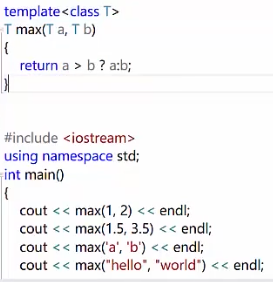 template<class T>
T max(T a, T b)
{
return a > b ? a:b;
}
#include <iostream>
using namespace std;
int main()
{
cout << max(1, 2) << endl;
cout << max(1.5, 3.5) << endl;
cout << max('a', 'b') << endl;
cout << max("hello", "world") << endl;